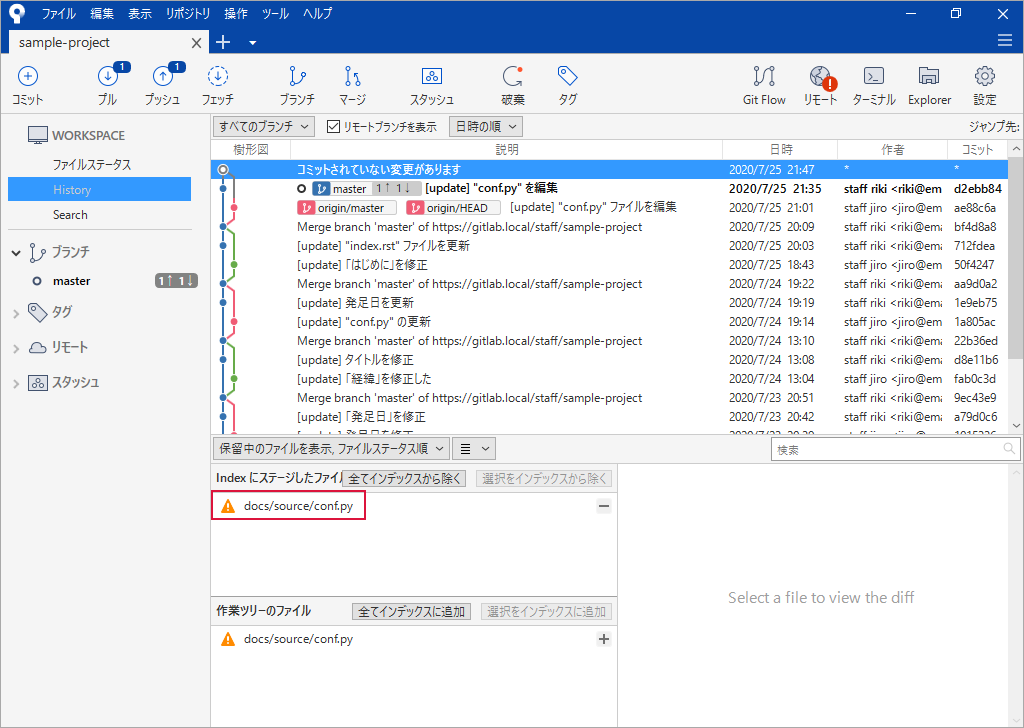 ファイル 編集 表示 リポジトリ 操作 ツール ヘルプ
sample-project
1 1
コミット プル プッシュ フェッチ ブランチ マージ スタッシュ 破棄 タグ Git Flow リモート ターミナル Explorer 設定
WORKSPACE
ファイルステータス
History
Search
ブランチ
master 1↑ 1↓
タグ
リモート
スタッシュ
すべてのブランチ リモートブランチを表示 日時の順 ジャンプ先:
樹形図 説明 日時 作者 コミット
コミットされていない変更があります 2020/7/25 21:47 * *
master 1↑ 1↓ [update] "conf.py" を編集 2020/7/25 21:35 staff riki <riki@em d2ebb84
origin/master origin/HEAD [update] "conf.py" ファイルを編集 2020/7/25 21:01 staff jiro <jiro@em ae88c6a
Merge branch 'master' of https://gitlab.local/staff/sample-project 2020/7/25 20:09 staff riki <riki@ema bf4d8a8
[update] "index.rst" ファイルを更新 2020/7/25 20:03 staff riki <riki@ema 712fdea
[update] 「はじめに」を修正 2020/7/25 18:43 staff jiro <jiro@em 50f4247
Merge branch 'master' of https://gitlab.local/staff/sample-project 2020/7/24 19:22 staff riki <riki@ema aa9d0a2
[update] 発足日を更新 2020/7/24 19:19 staff riki <riki@ema 1e9eb75
[update] "conf.py" の更新 2020/7/24 19:14 staff jiro <jiro@em 1a805ac
Merge branch 'master' of https://gitlab.local/staff/sample-project 2020/7/24 13:10 staff riki <riki@ema 22b36ed
[update] タイトルを修正 2020/7/24 13:08 staff riki <riki@ema d8e11b6
[update] 「経緯」を修正した 2020/7/24 13:04 staff jiro <jiro@em fab0c3d
Merge branch 'master' of https://gitlab.local/staff/sample-project 2020/7/23 20:51 staff riki <riki@ema 9ec43e9
[update] 「発足日」を修正 2020/7/23 20:42 staff riki <riki@ema a79d0c6
保留中のファイルを表示, ファイルステータス順 検索
Index にステージしたファイル 全てインデックスから除く 選択をインデックスから除く
docs/source/conf.py
作業ツリーのファイル 全てインデックスに追加 選択をインデックスに追加
docs/source/conf.py
Select a file to view the diff